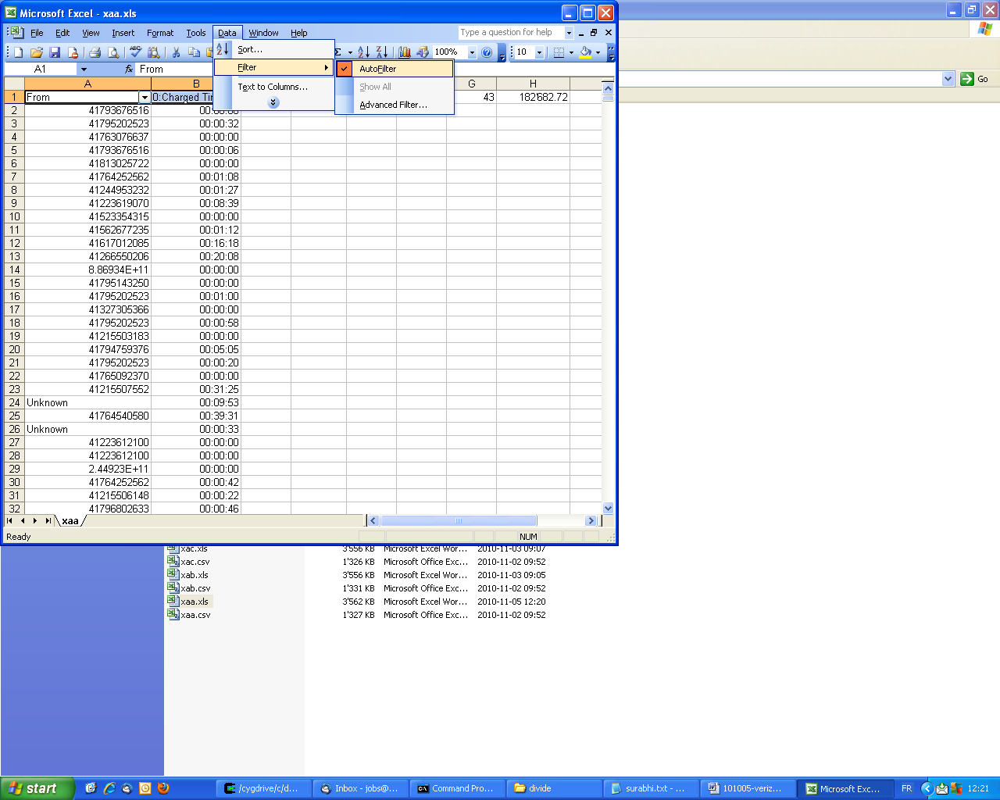 Microsoft Excel - xaa.xls
File Edit View Insert Format Tools Data Window Help Type a question for help
100% 10
A1 fx From
Sort...
Filter
Text to Columns...
AutoFilter
Show All
Advanced Filter...
Go
A B G H
1 From 0:Charged Tim 43 182'682.72
2 41793676516
3 41795202523 00:00:32
4 41763076637 00:00:00
5 41793676516 00:00:06
6 41813025722 00:00:00
7 41764252562 00:01:08
8 41244953232 00:01:27
9 41223619070 00:08:39
10 41523354315 00:00:00
11 41562677235 00:01:12
12 41617012085 00:16:18
13 41266550206 00:20:08
14 8.86934E+11 00:00:00
15 41795143250 00:00:00
16 41795202523 00:01:00
17 41327305366 00:00:00
18 41795202523 00:00:58
19 41215503183 00:00:00
20 41794759376 00:05:05
21 41795202523 00:00:20
22 41765092370 00:00:00
23 41215507552 00:31:25
24 Unknown 00:09:53
25 41764540580 00:39:31
26 Unknown 00:00:33
27 41223612100 00:00:00
28 41223612100 00:00:00
29 2.44923E+11 00:00:00
30 41764252562 00:00:42
31 41215506148 00:00:22
32 41796802633 00:00:46
xaa
Ready NUM
xac.xls 3'556 KB Microsoft Excel Wor... 2010-11-03 09:07
xac.csv 1'326 KB Microsoft Office Exc... 2010-11-02 09:52
xab.xls 3'556 KB Microsoft Excel Wor... 2010-11-03 09:05
xab.csv 1'331 KB Microsoft Office Exc... 2010-11-02 09:52
xaa.xls 3'562 KB Microsoft Excel Wor... 2010-11-05 12:20
xaa.csv 1'327 KB Microsoft Office Exc... 2010-11-02 09:52
start /cygdrive/c/d... Inbox - jobs@... Command Pro... divide surabhi.txt - ... 101005-veriz... Microsoft Exc... FR 12:21